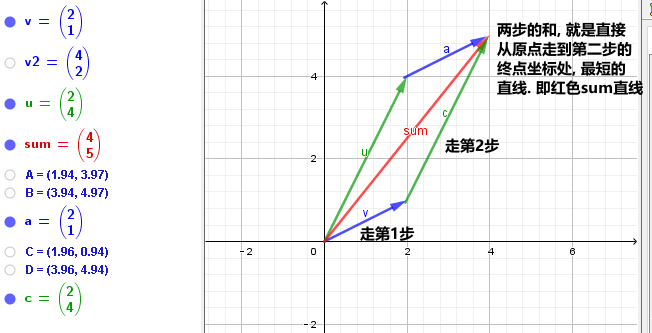 v = (2 1)
v2 = (4 2)
u = (2 4)
sum = (4 5)
A = (1.94, 3.97)
B = (3.94, 4.97)
a = (2 1)
C = (1.96, 0.94)
D = (3.96, 4.94)
c = (2 4)
两步的和, 就是直接
从原点走到第二步的
终点坐标处, 最短的
直线. 即红色sum直线
a
4
c
sum
走第2步
u
2
v
走第1步
-2
0
2
4
6
-2